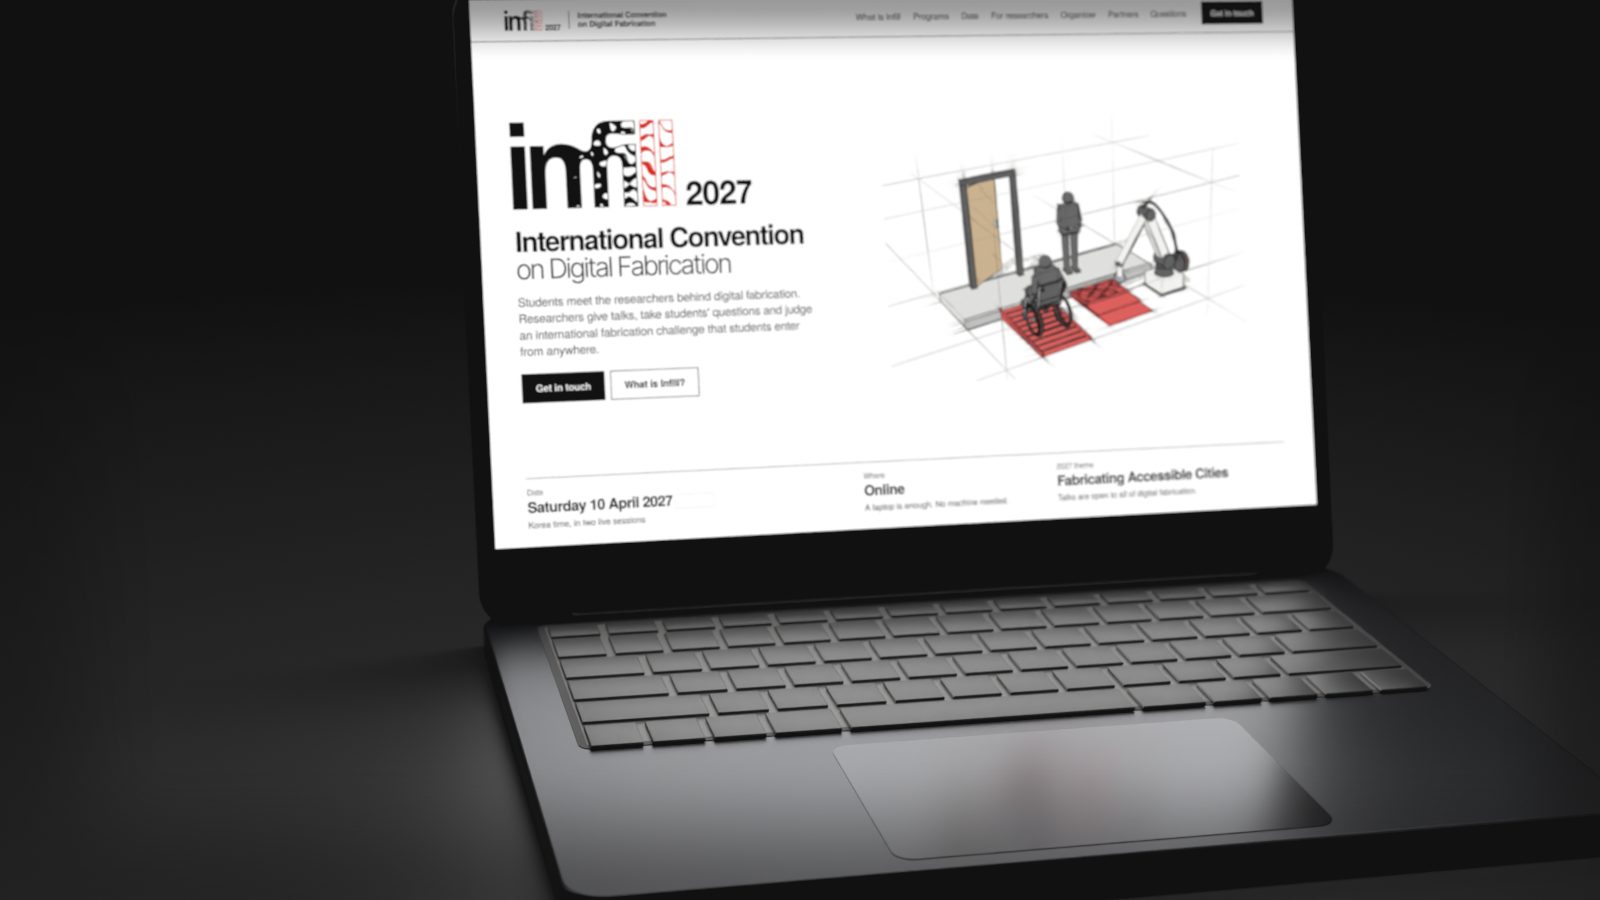 infill 2027 International Convention
on Digital Fabrication
What is Infill Programs Date For researchers Organise Partners Questions Get in touch
infill 2027
International Convention
on Digital Fabrication
Students meet the researchers behind digital fabrication.
Researchers give talks, take students' questions and judge
an international fabrication challenge that students enter
from anywhere.
Get in touch What is Infill?
Date
Saturday 10 April 2027
Korea time, in two live sessions
Where
Online
A laptop is enough. No machine needed.
2027 theme
Fabricating Accessible Cities
Talks are open to all of digital fabrication.